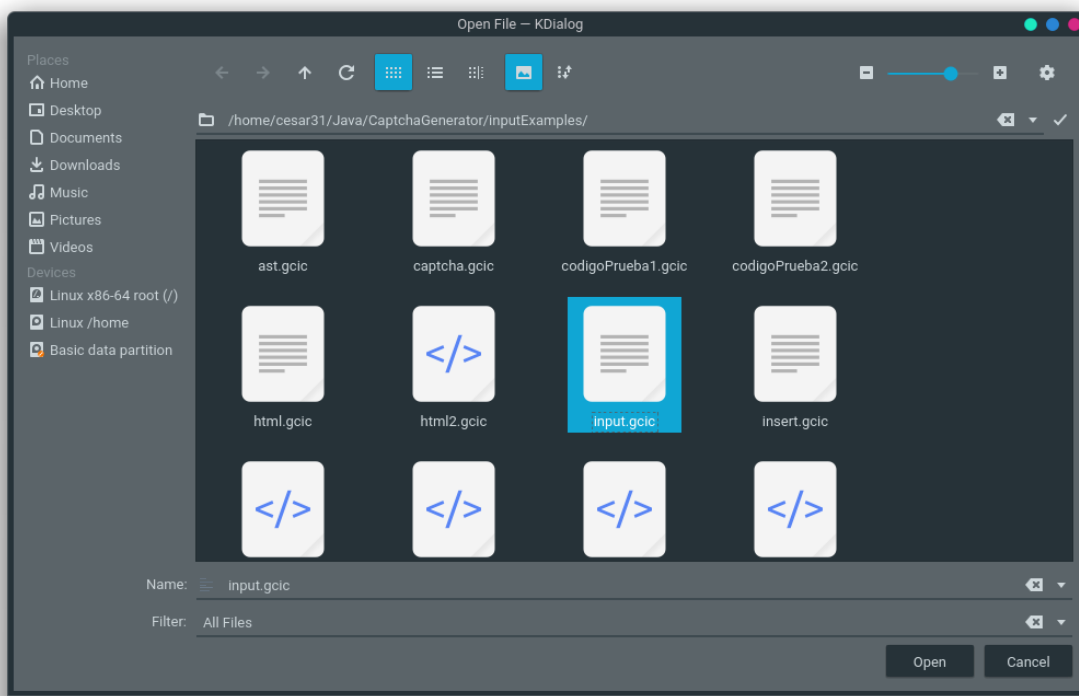 Open File — KDialog
Places
Home
Desktop
Documents
Downloads
Music
Pictures
Videos
Devices
Linux x86-64 root (/)
Linux /home
Basic data partition
/home/cesar31/Java/CaptchaGenerator/inputExamples/
ast.gcic captcha.gcic codigoPrueba1.gcic codigoPrueba2.gcic
html.gcic html2.gcic input.gcic insert.gcic
Name: input.gcic
Filter: All Files
Open Cancel